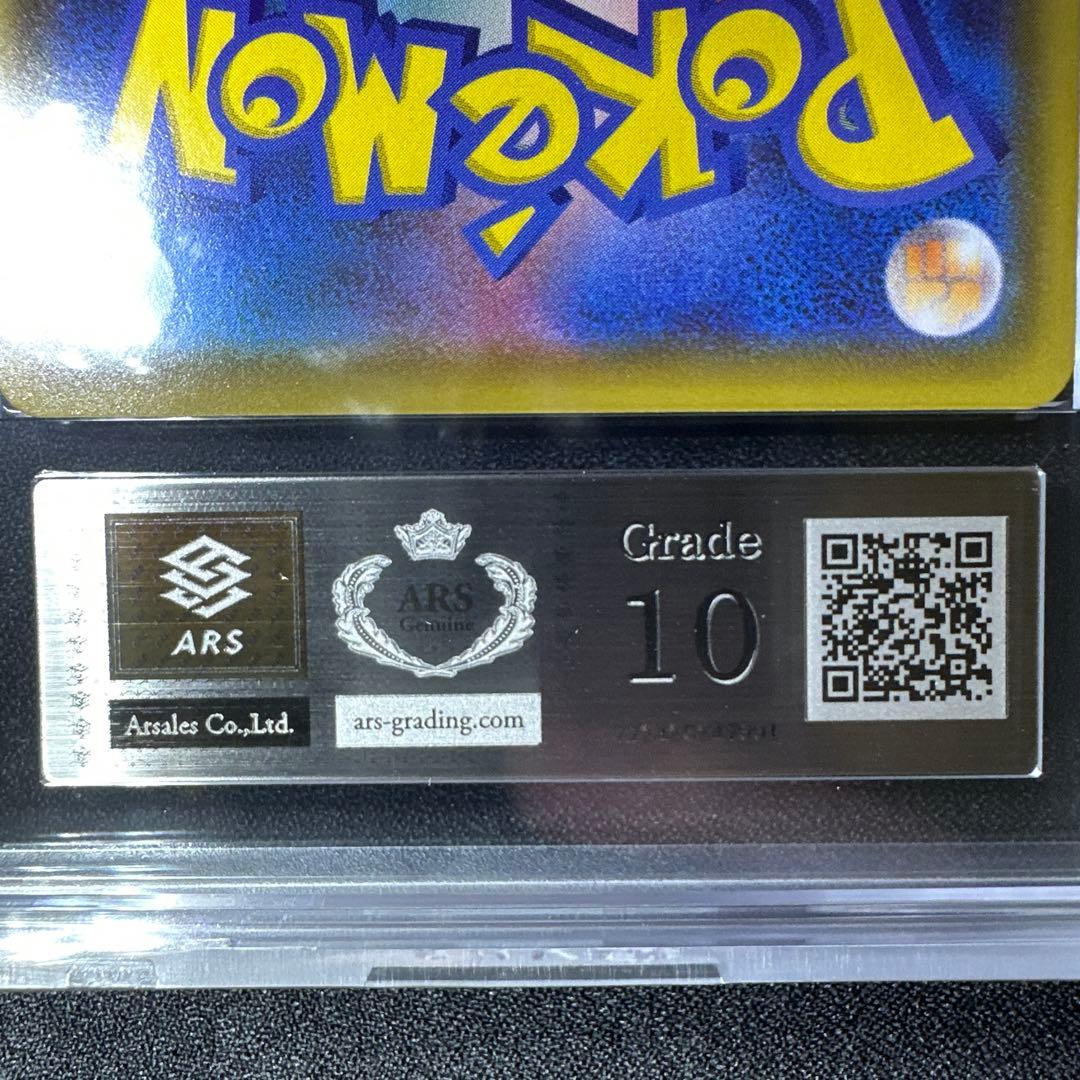 Pokémon
ARS
Arsales Co.,Ltd.
ARS
Genuine
ars-grading.com
Grade
10